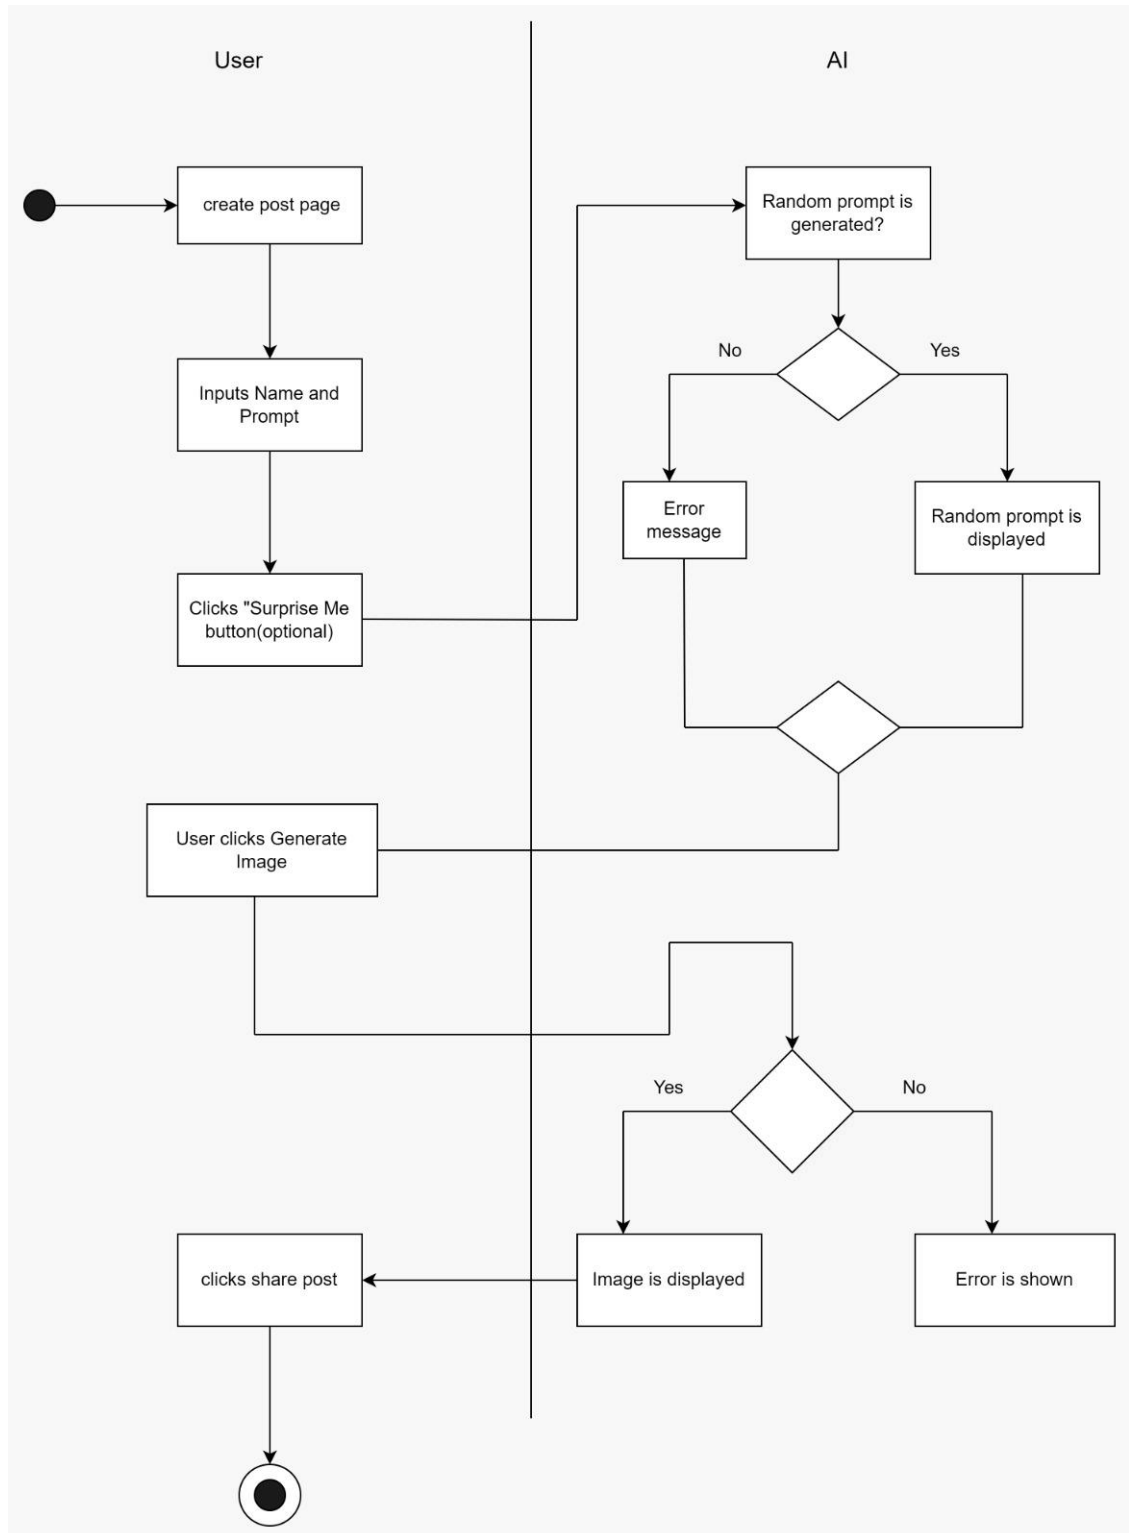 User
AI
create post page
Random prompt is
generated?
No
Yes
Inputs Name and
Prompt
Error
message
Random prompt is
displayed
Clicks "Surprise Me
button(optional)
User clicks Generate
Image
Yes
No
clicks share post
Image is displayed
Error is shown